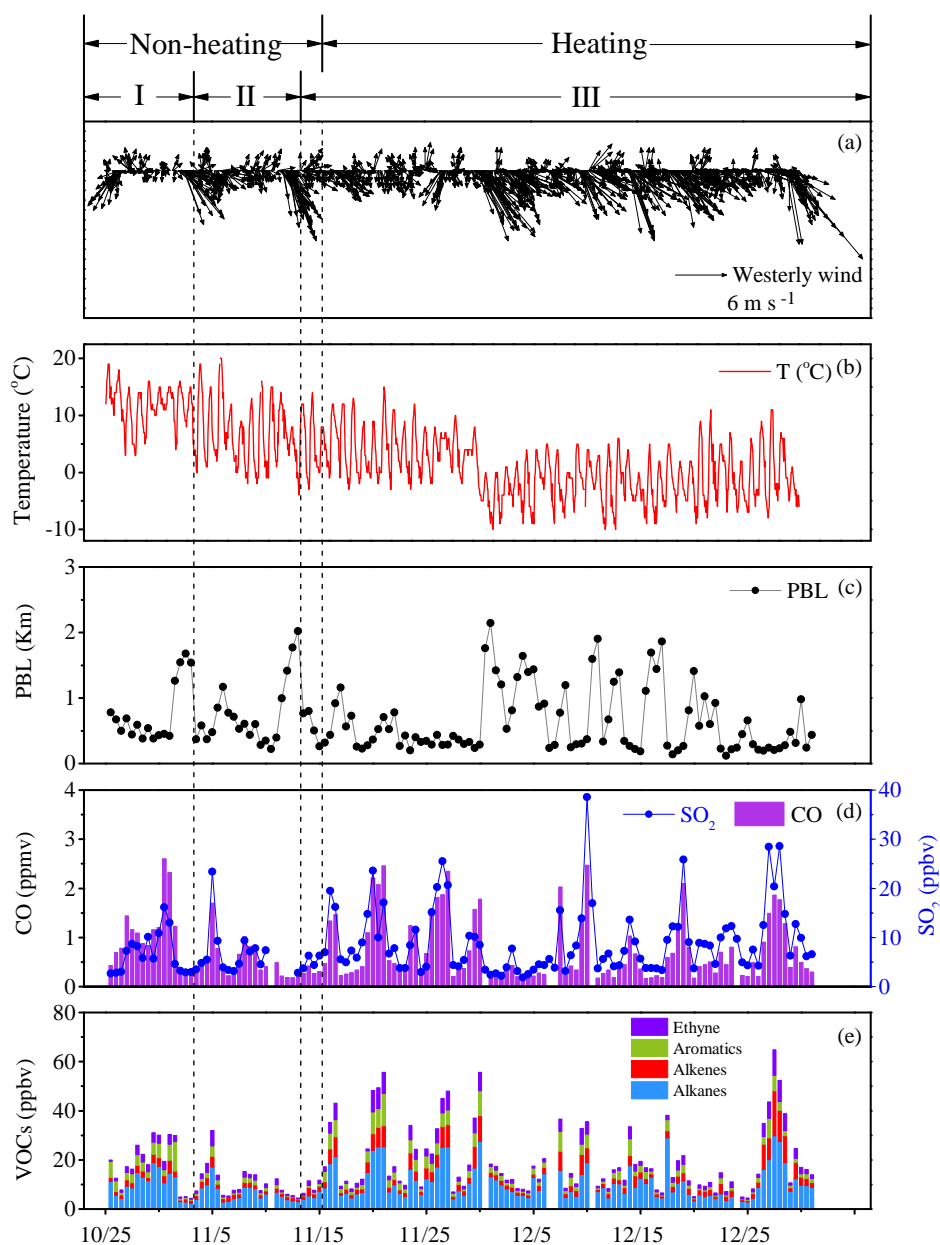 Non-heating
Heating
I
II
III
(a)
Westerly wind
6 m s -1
20
10
0
-10
Temperature (oC)
T (oC)
(b)
3
2
1
0
PBL (Km)
PBL
(c)
4
3
2
1
0
CO (ppmv)
SO2
CO
(d)
40
30
20
10
0
SO2 (ppbv)
80
60
40
20
0
VOCs (ppbv)
Ethyne
Aromatics
Alkenes
Alkanes
(e)
10/25
11/5
11/15
11/25
12/5
12/15
12/25